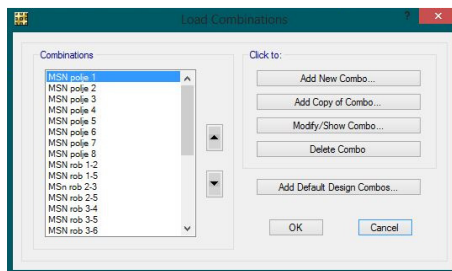 Load Combinations
?
×
Combinations
MSN polje 1
MSN polje 2
MSN polje 3
MSN polje 4
MSN polje 5
MSN polje 6
MSN polje 7
MSN polje 8
MSN rob 1-2
MSN rob 1-5
MSn rob 2-3
MSN rob 2-5
MSN rob 3-4
MSN rob 3-5
MSN rob 3-6
Click to:
Add New Combo...
Add Copy of Combo...
Modify/Show Combo...
Delete Combo
Add Default Design Combos...
OK
Cancel